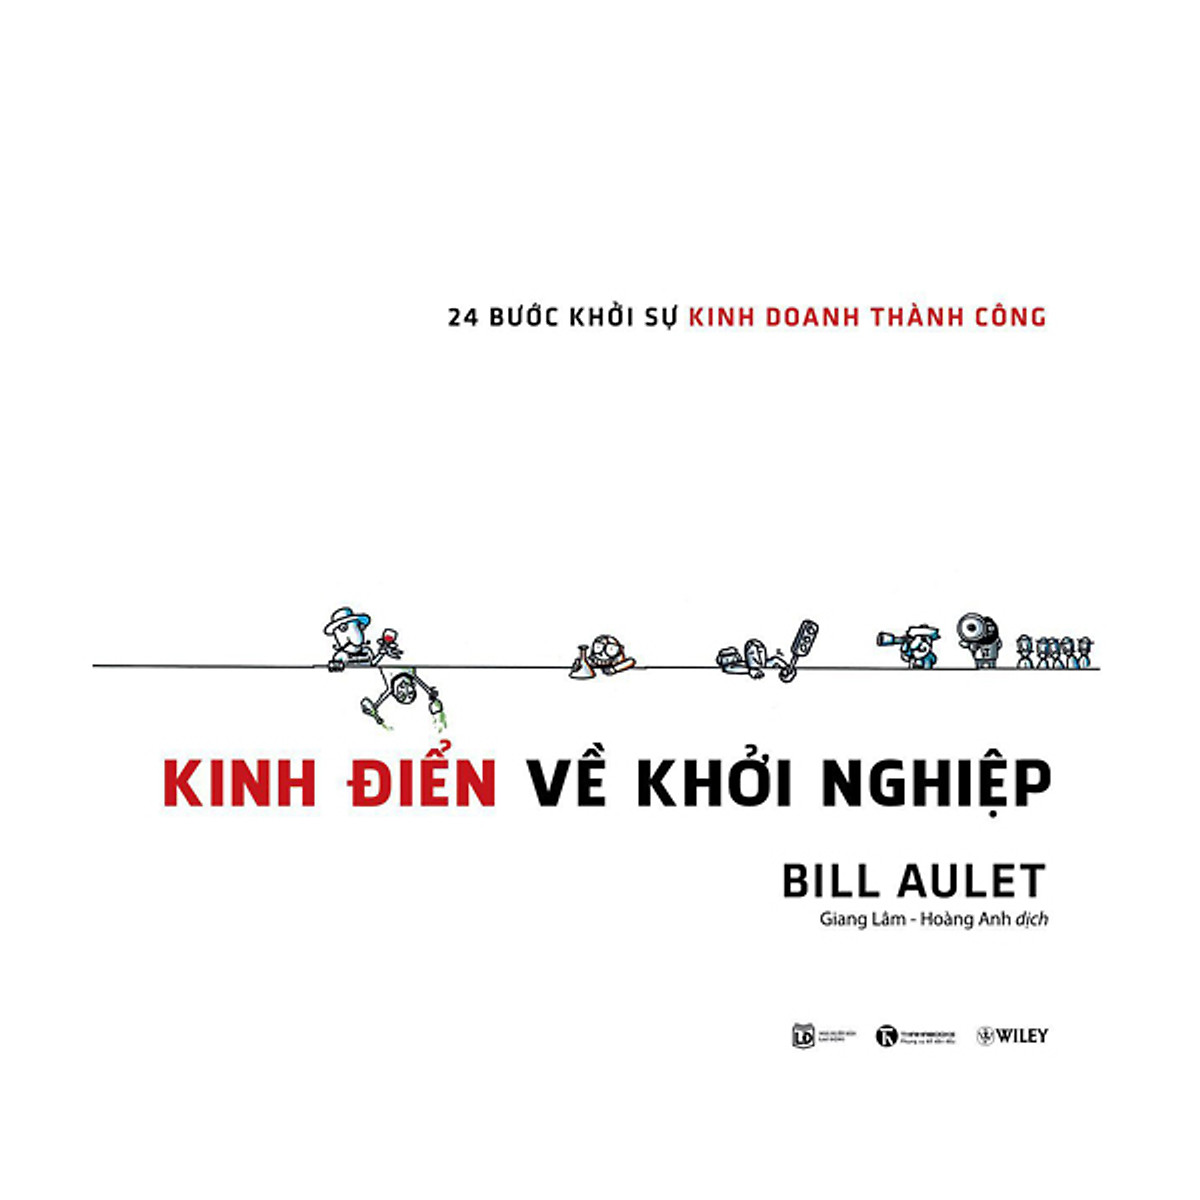 24 BƯỚC KHỞI SỰ KINH DOANH THÀNH CÔNG
KINH ĐIỂN VỀ KHỞI NGHIỆP
BILL AULET
Giang Lâm - Hoàng Anh dịch
WILEY